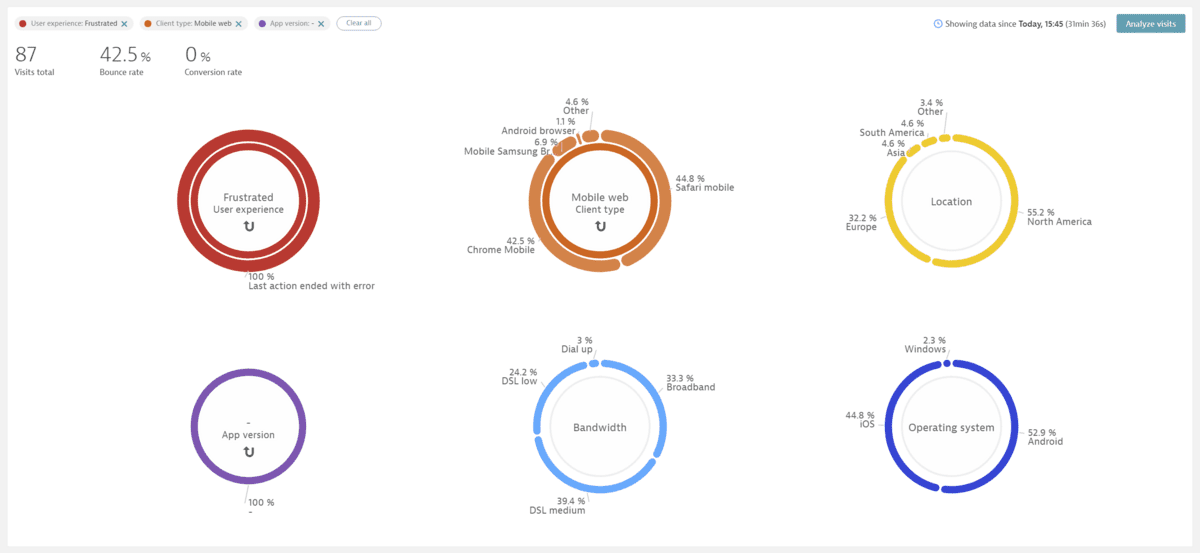 User experience: Frustrated ✕ Client type: Mobile web ✕ App version: - ✕ Clear all
Showing data since Today, 15:45 (31min 36s) Analyze visits
87 42.5 % 0 %
Visits total Bounce rate Conversion rate
Frustrated
User experience
100 %
Last action ended with error
4.6 %
Other
1.1 %
Android browser
6.9 %
Mobile Samsung Br...
44.8 %
Safari mobile
Mobile web
Client type
42.5 %
Chrome Mobile
3.4 %
Other
4.6 %
South America
4.6 %
Asia
Location
55.2 %
North America
32.2 %
Europe
-
App version
100 %
-
3 %
Dial up
24.2 %
DSL low
33.3 %
Broadband
Bandwidth
39.4 %
DSL medium
2.3 %
Windows
44.8 %
iOS
Operating system
52.9 %
Android